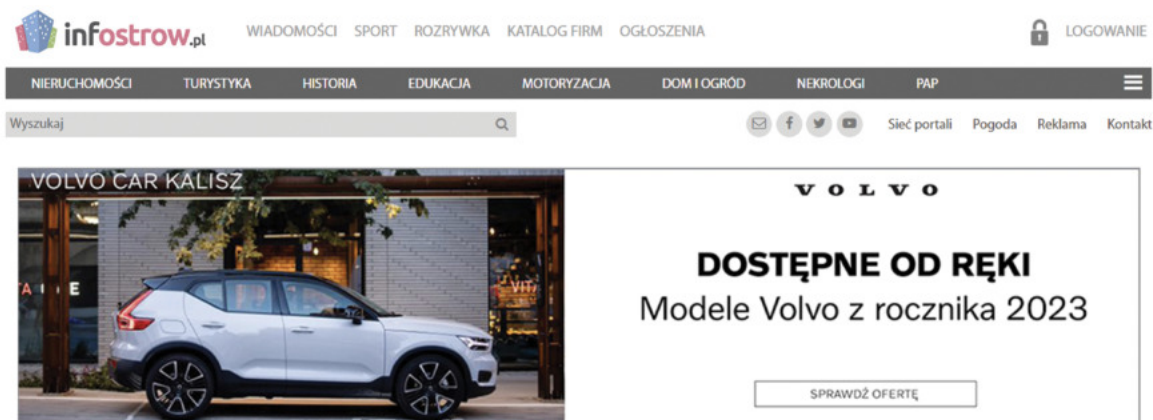 infostrow.pl
WIADOMOŚCI SPORT ROZRYWKA KATALOG FIRM OGŁOSZENIA
LOGOWANIE
NIERUCHOMOŚCI TURYSTYKA HISTORIA EDUKACJA MOTORYZACJA DOM I OGRÓD NEKROLOGI PAP
Wyszukaj
Sieć portali Pogoda Reklama Kontakt
VOLVO CAR KALISZ
VOLVO
DOSTĘPNE OD RĘKI
Modele Volvo z rocznika 2023
SPRAWDŹ OFERTĘ